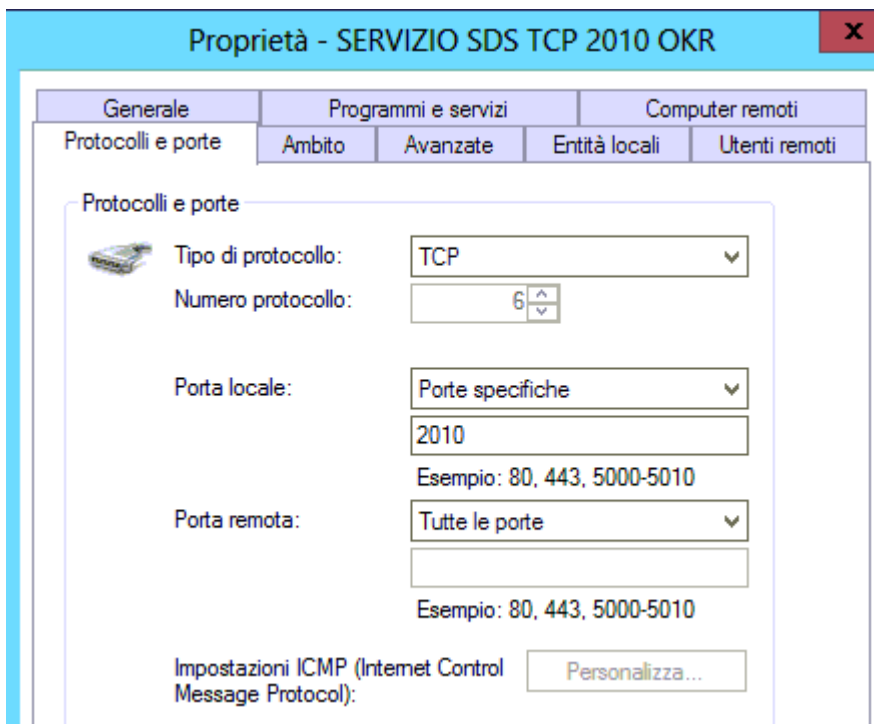 Proprietà - SERVIZIO SDS TCP 2010 OKR
x
Generale Programmi e servizi Computer remoti
Protocolli e porte Ambito Avanzate Entità locali Utenti remoti
Protocolli e porte
Tipo di protocollo: TCP
Numero protocollo: 6
Porta locale: Porte specifiche
2010
Esempio: 80, 443, 5000-5010
Porta remota: Tutte le porte
Esempio: 80, 443, 5000-5010
Impostazioni ICMP (Internet Control Personalizza...
Message Protocol):